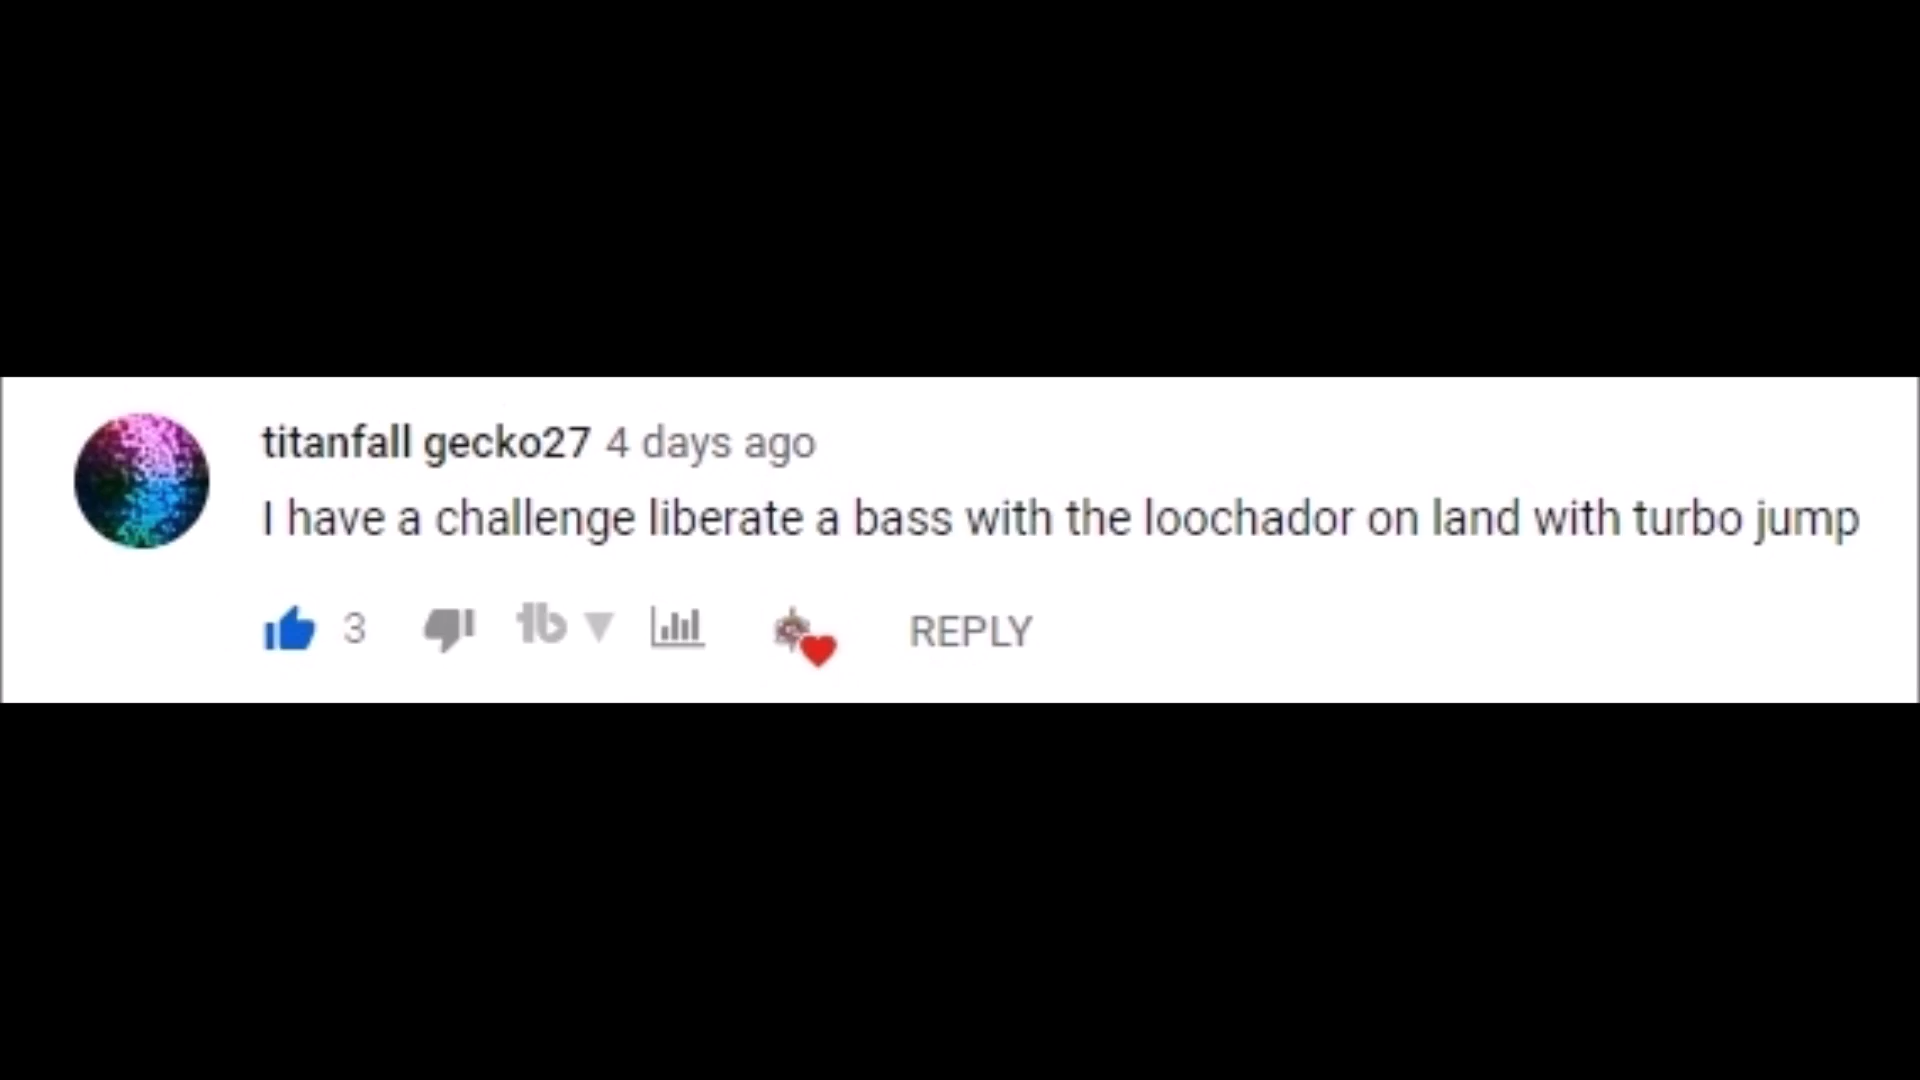 titanfall gecko27 4 days ago
I have a challenge liberate a bass with the loochador on land with turbo jump
3 tb REPLY